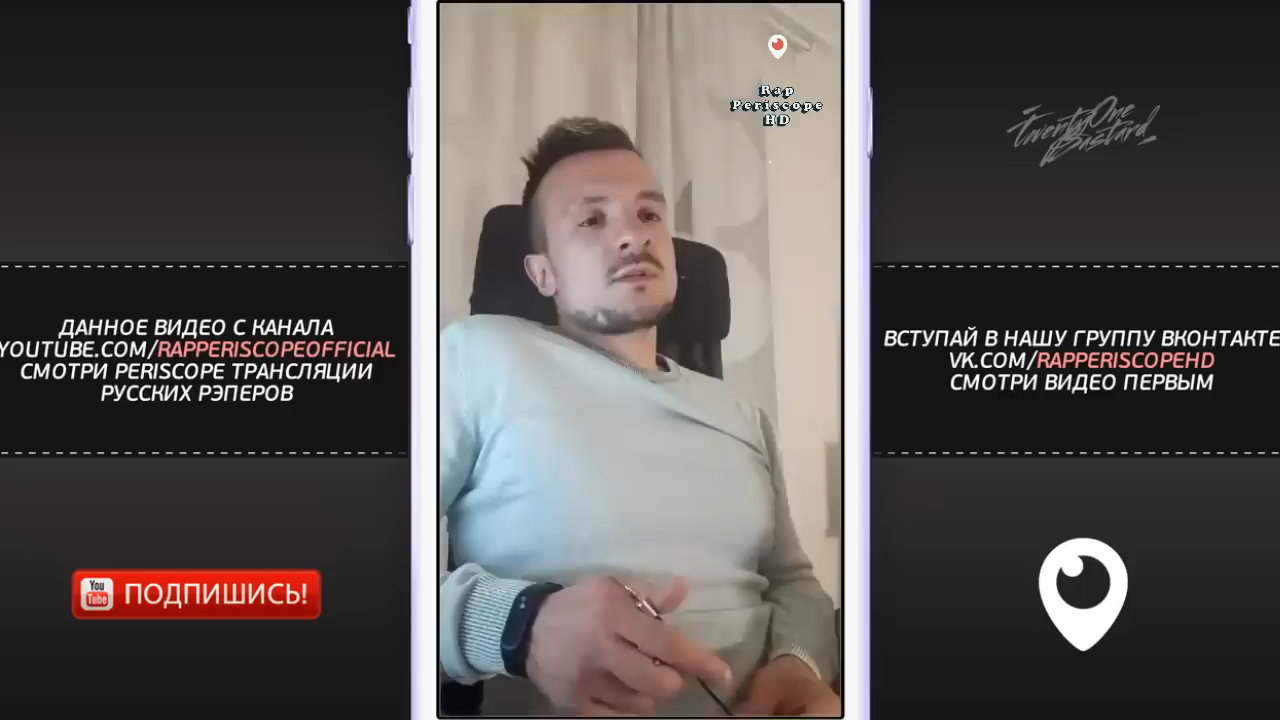 Rap
Periscope
HD
TwentyOne
Bastard
ДАННОЕ ВИДЕО С КАНАЛА
YOUTUBE.COM/RAPPERISCOPEOFFICIAL
СМОТРИ PERISCOPE ТРАНСЛЯЦИИ
РУССКИХ РЭПЕРОВ
ВСТУПАЙ В НАШУ ГРУППУ ВКОНТАКТЕ
VK.COM/RAPPERISCOPEHD
СМОТРИ ВИДЕО ПЕРВЫМ
You
Tube
ПОДПИШИСЬ!